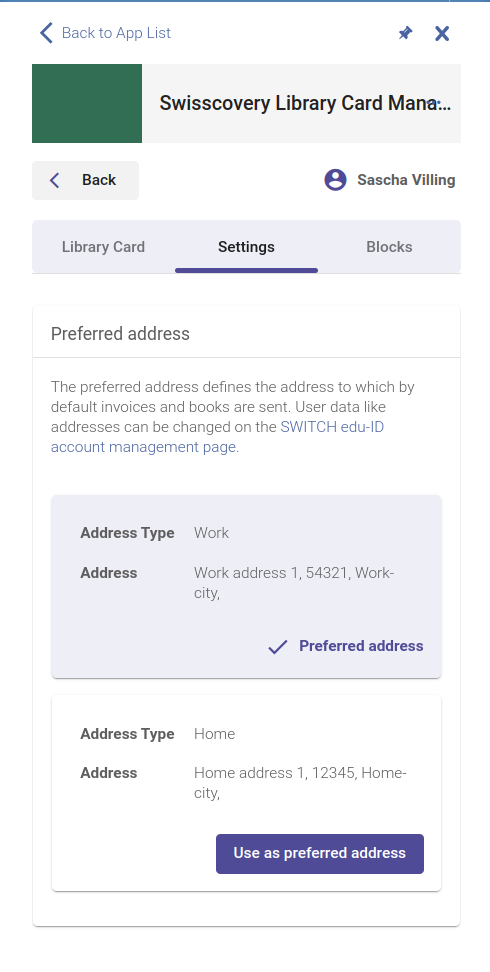 Back to App List
Swisscovery Library Card Mana...
Back
Sascha Villing
Library Card Settings Blocks
Preferred address
The preferred address defines the address to which by
default invoices and books are sent. User data like
addresses can be changed on the SWITCH edu-ID
account management page.
Address Type Work
Address Work address 1, 54321, Work-
city,
Preferred address
Address Type Home
Address Home address 1, 12345, Home-
city,
Use as preferred address